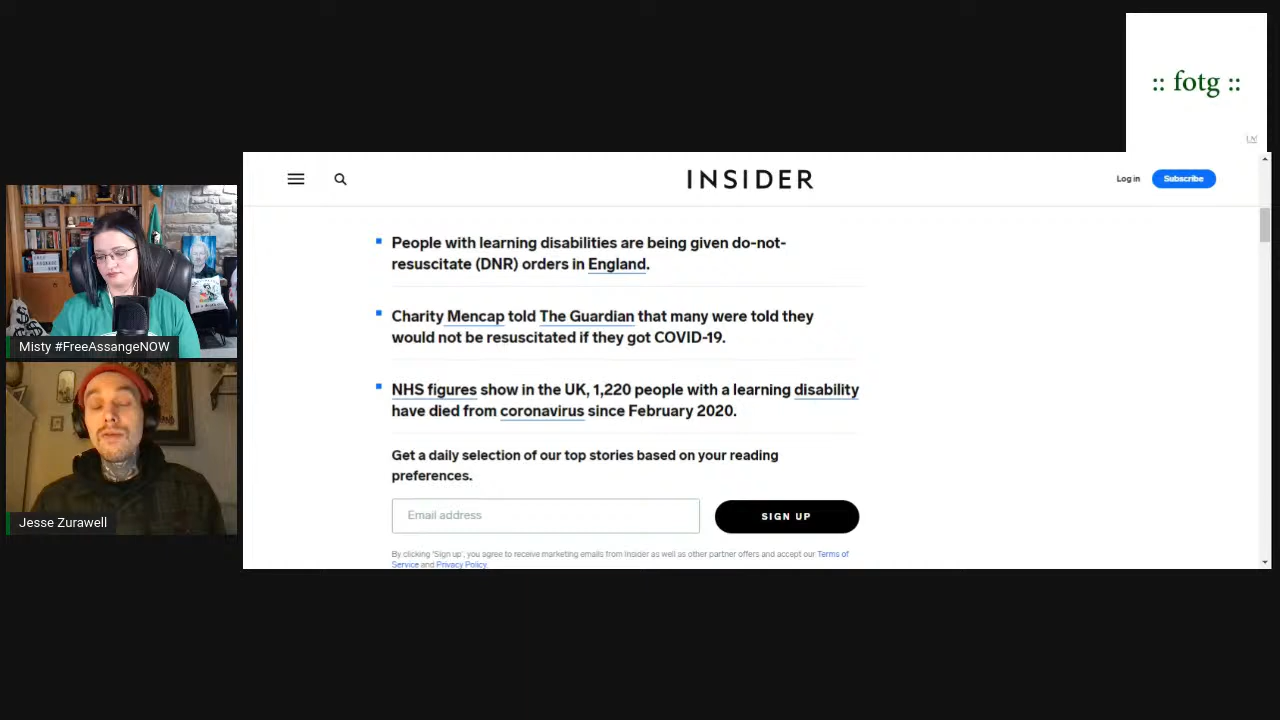 :: fotg ::
INSIDER
Log in
Subscribe
People with learning disabilities are being given do-not-
resuscitate (DNR) orders in England.
Charity Mencap told The Guardian that many were told they
would not be resuscitated if they got COVID-19.
NHS figures show in the UK, 1,220 people with a learning disability
have died from coronavirus since February 2020.
Get a daily selection of our top stories based on your reading
preferences.
Email address
SIGN UP
By clicking 'Sign up', you agree to receive marketing emails from Insider as well as other partner offers and accept our Terms of
Service and Privacy Policy.
Misty #FreeAssangeNOW
Jesse Zurawell